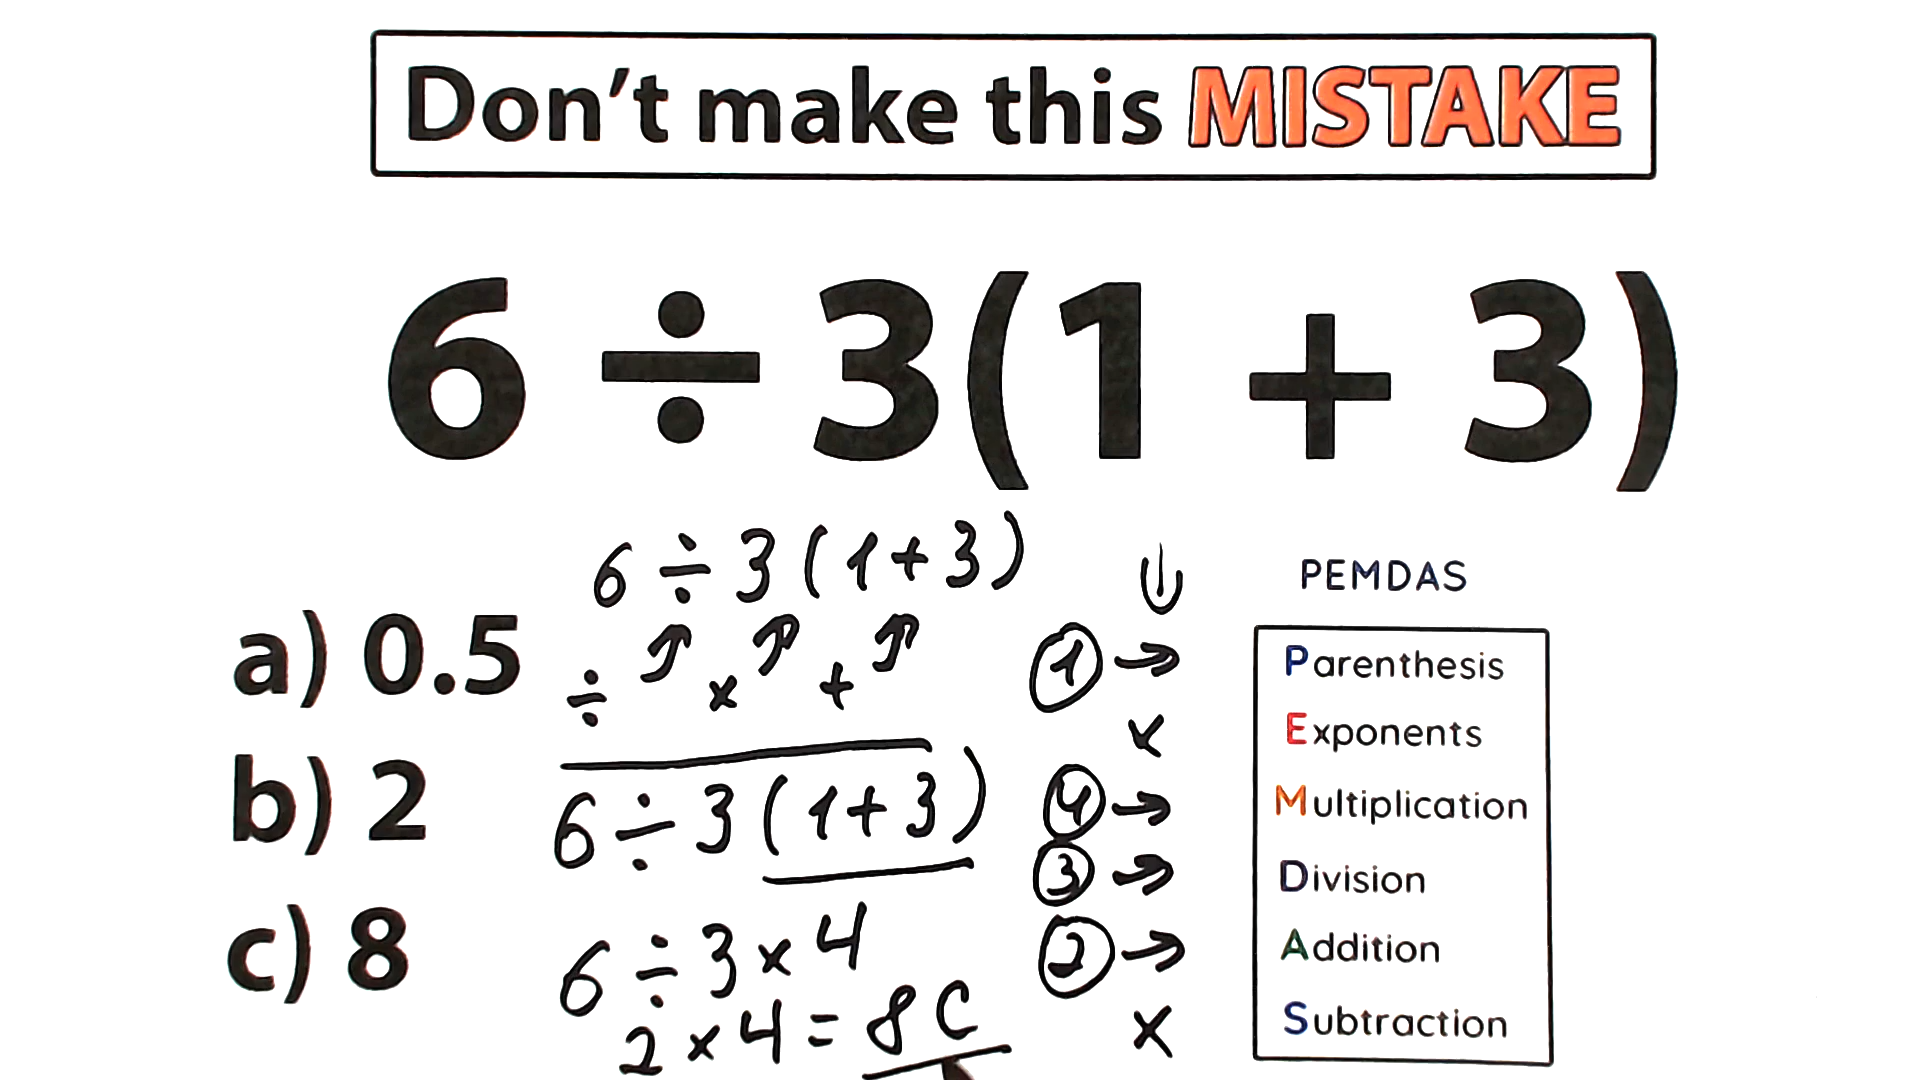 Don't make this MISTAKE
6 ÷ 3(1 + 3)
a) 0.5
b) 2
c) 8
6 ÷ 3 (1 + 3)
÷ × +
6 ÷ 3 (1 + 3)
6 ÷ 3 × 4
2 × 4 = 8 C
1 →
×
4 →
3 →
2 →
×
PEMDAS
Parenthesis
Exponents
Multiplication
Division
Addition
Subtraction